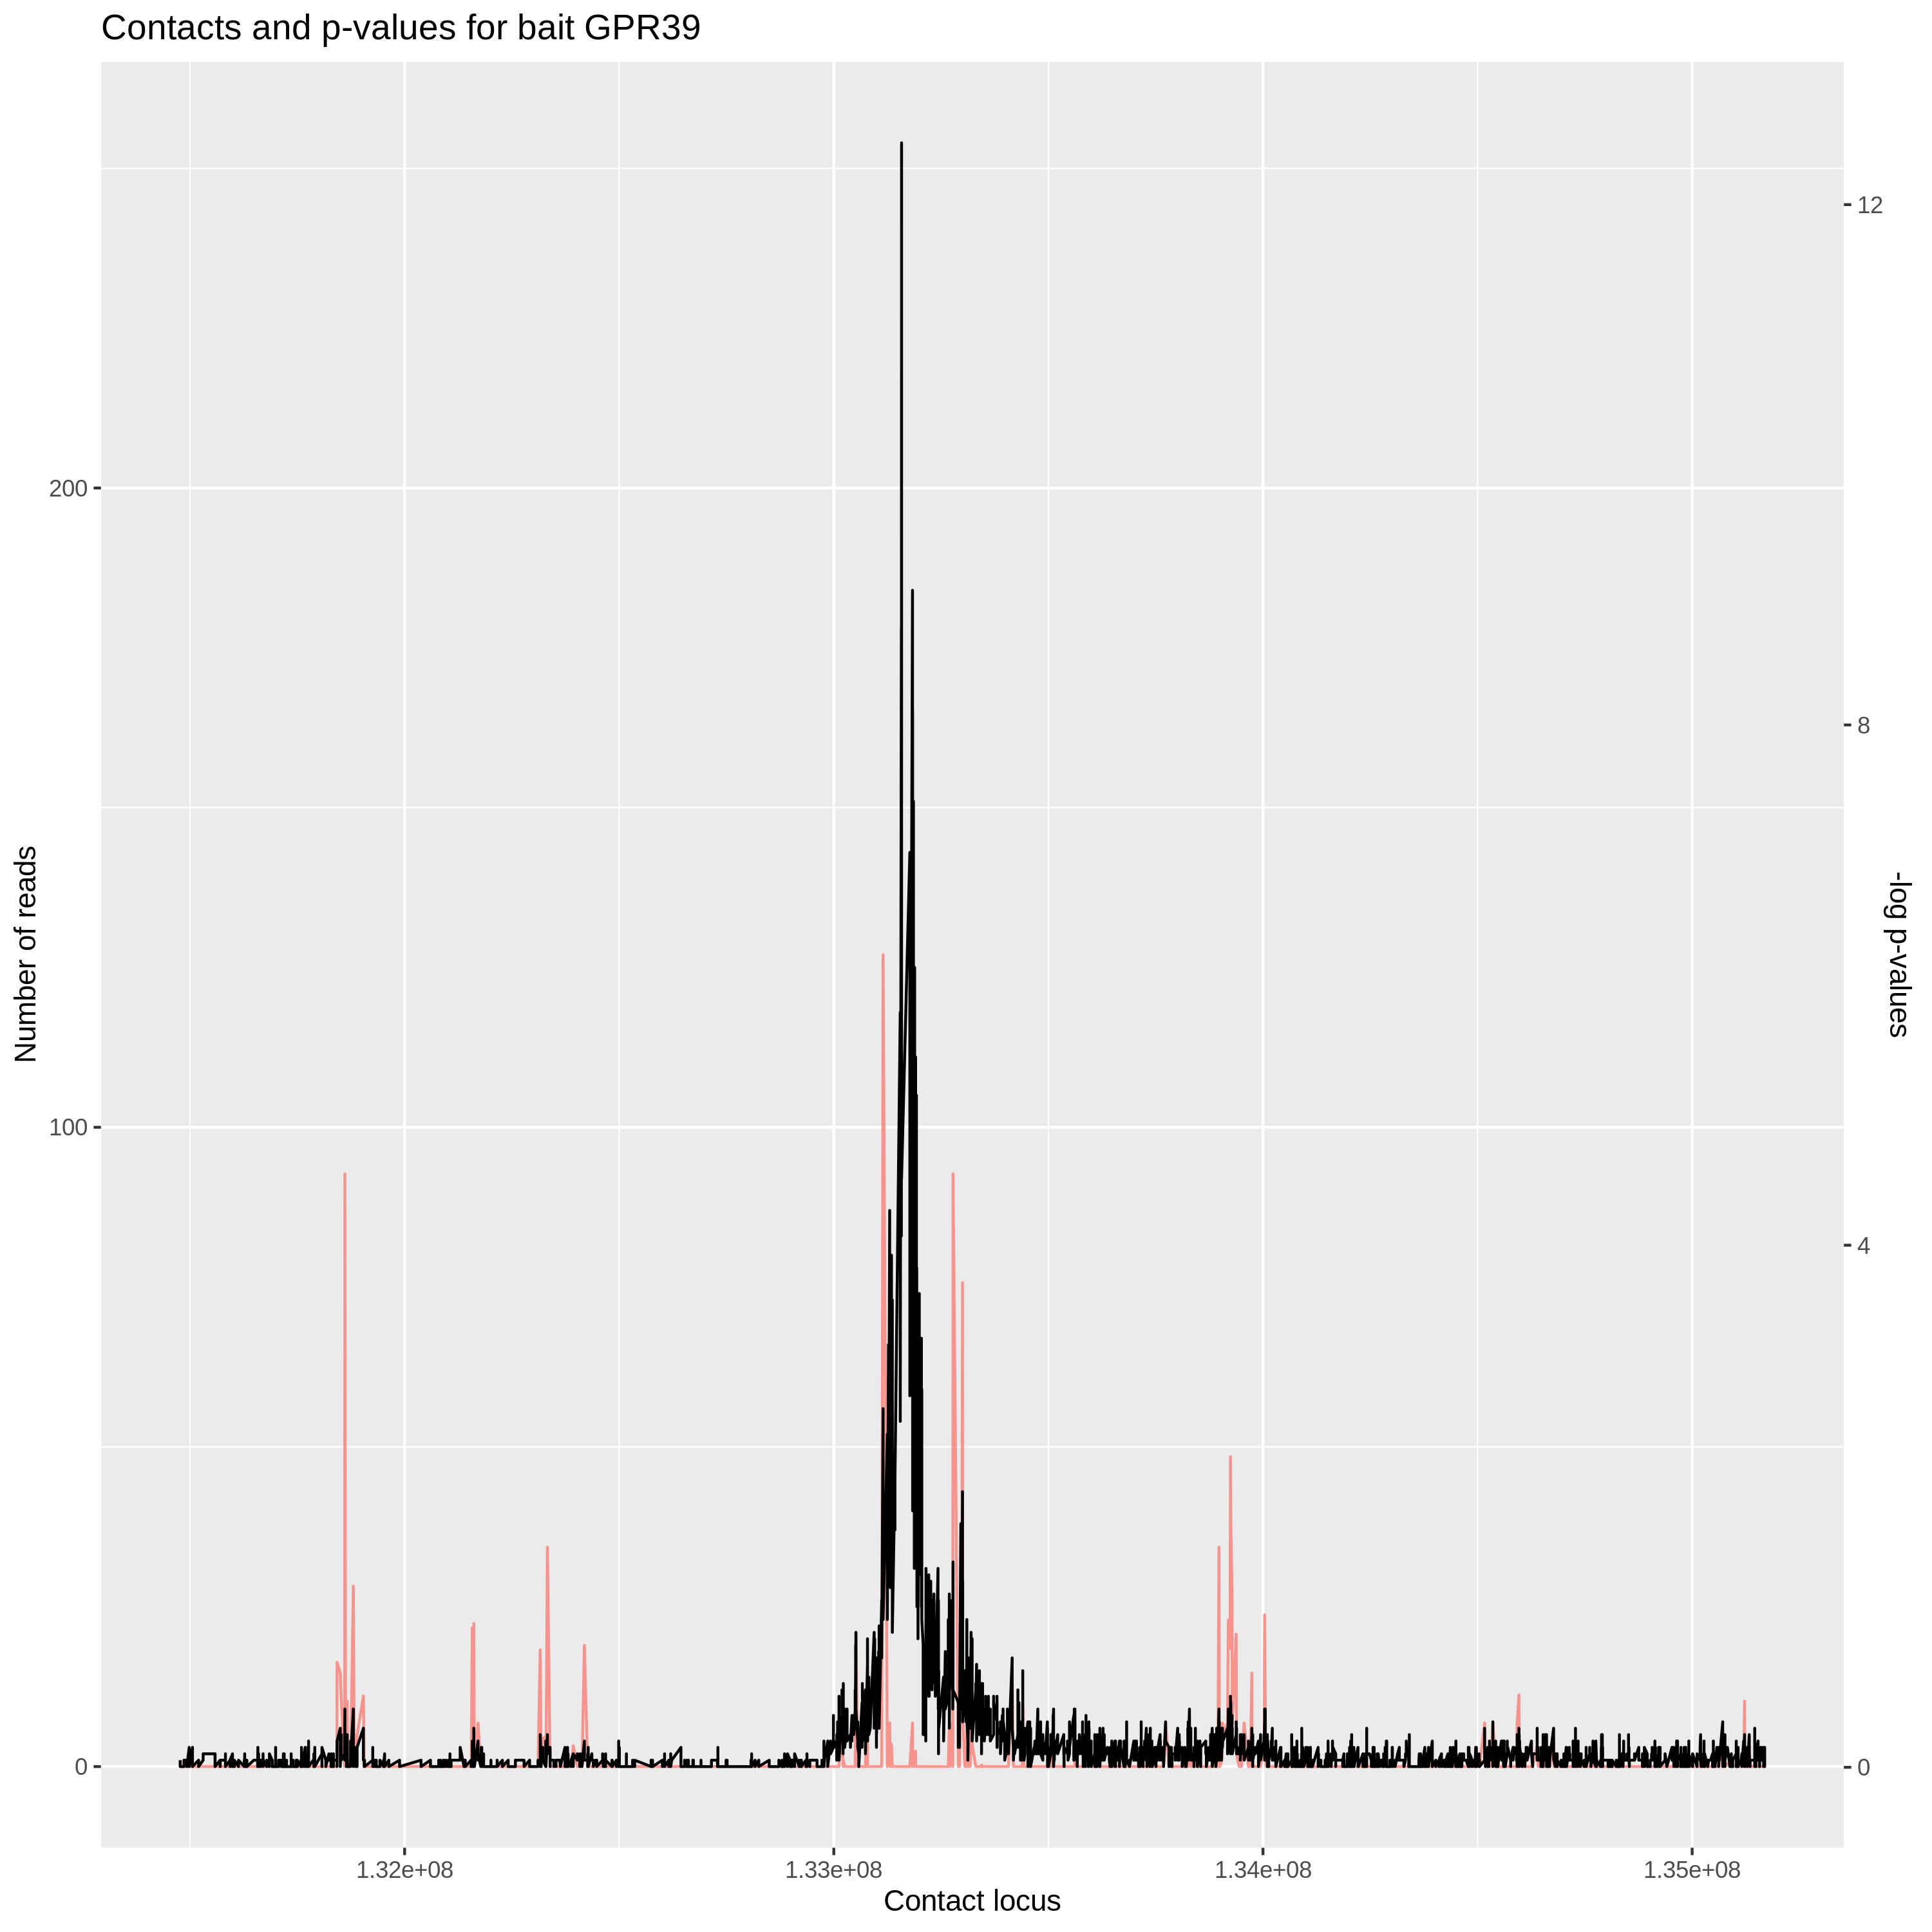 Contacts and p-values for bait GPR39
Number of reads
200
100
0
12
8
4
0
-log p-values
1.32e+08
1.33e+08
1.34e+08
1.35e+08
Contact locus